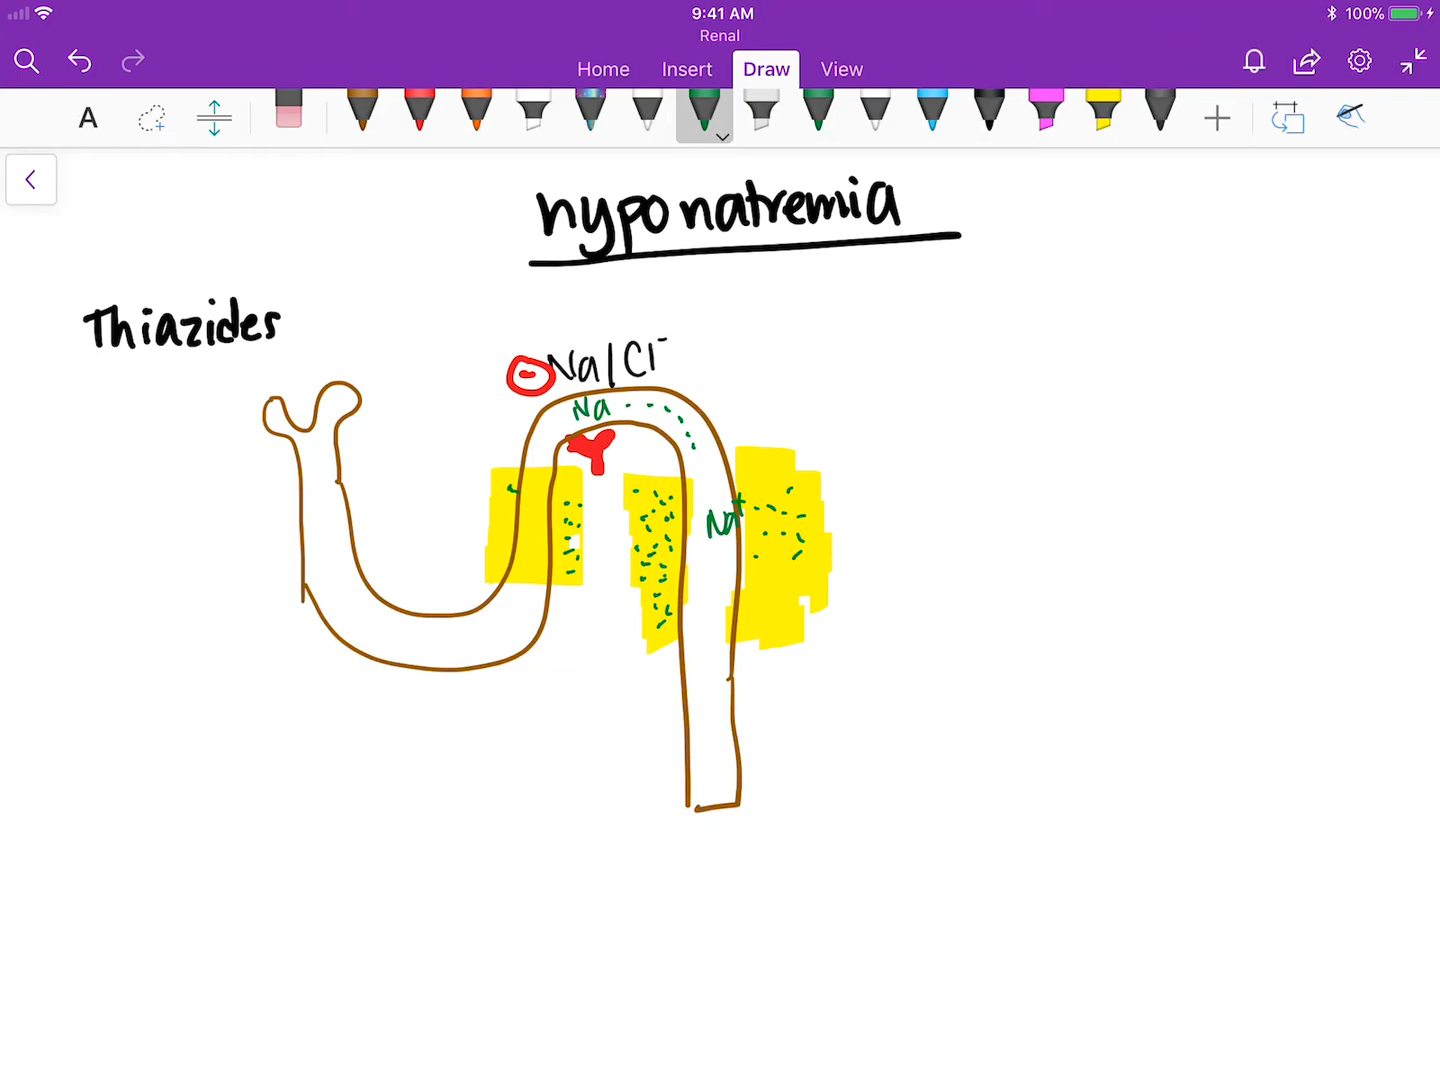 9:41 AM
100%
Renal
Home Insert Draw View
A
hyponatremia
Thiazides
Na/Cl⁻
Na
Na⁺